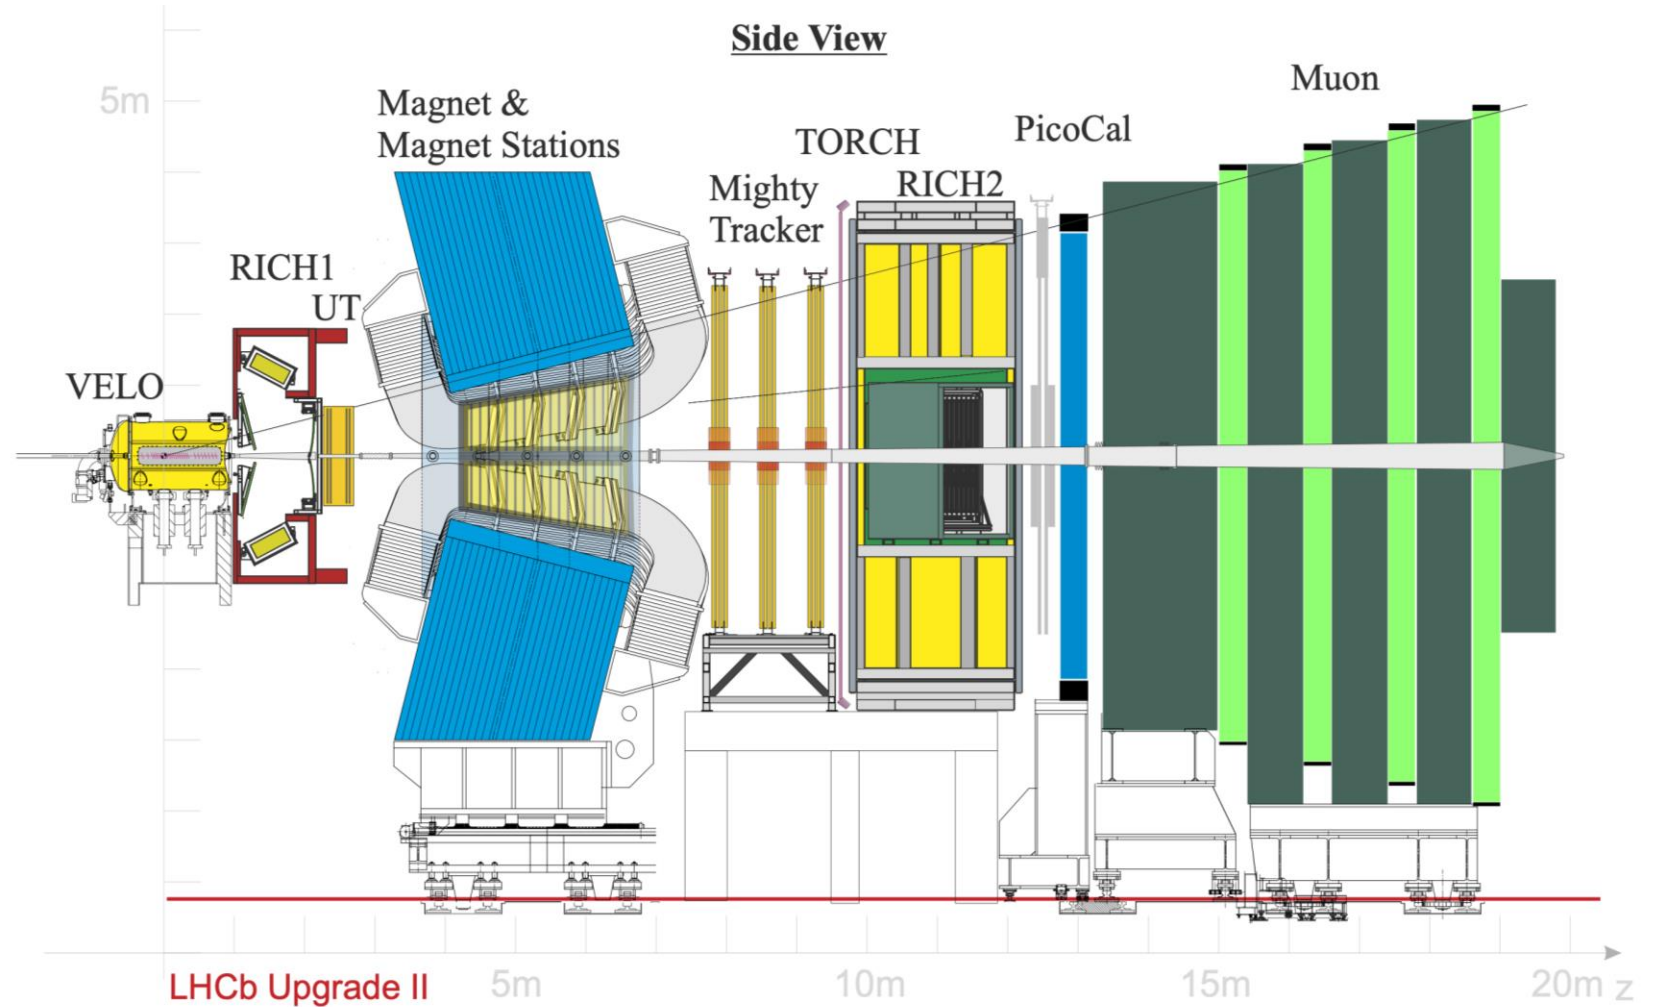 Side View
5m
Muon
Magnet &
Magnet Stations
PicoCal
TORCH
Mighty
Tracker
RICH2
RICH1
UT
VELO
LHCb Upgrade II
5m
10m
15m
20m
z